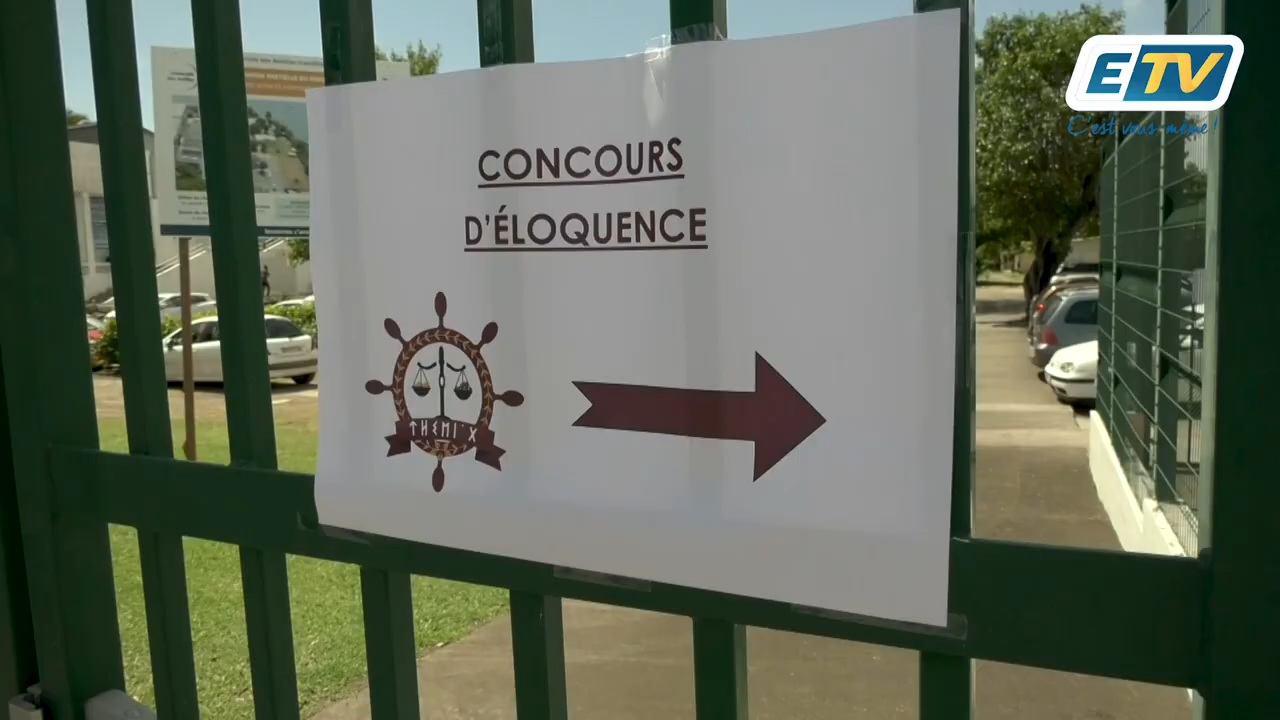 ETV
C'est vous-même!
CONCOURS
D'ÉLOQUENCE
THEMI'X